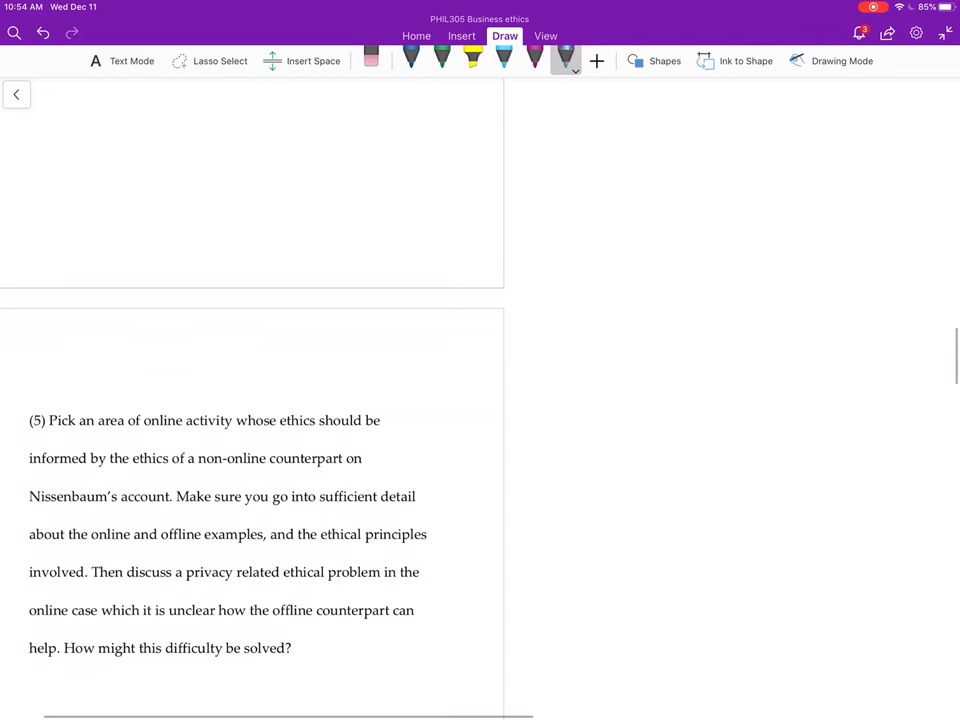 10:54 AM Wed Dec 11
85%
PHIL305 Business ethics
Home Insert Draw View
3
Text Mode Lasso Select Insert Space Shapes Ink to Shape Drawing Mode
(5) Pick an area of online activity whose ethics should be
informed by the ethics of a non-online counterpart on
Nissenbaum's account. Make sure you go into sufficient detail
about the online and offline examples, and the ethical principles
involved. Then discuss a privacy related ethical problem in the
online case which it is unclear how the offline counterpart can
help. How might this difficulty be solved?